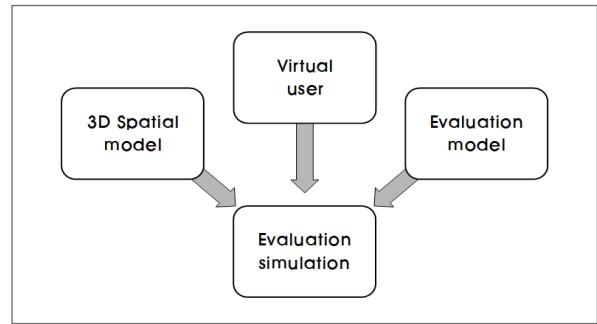 Virtual
user
3D Spatial
model
Evaluation
model
Evaluation
simulation